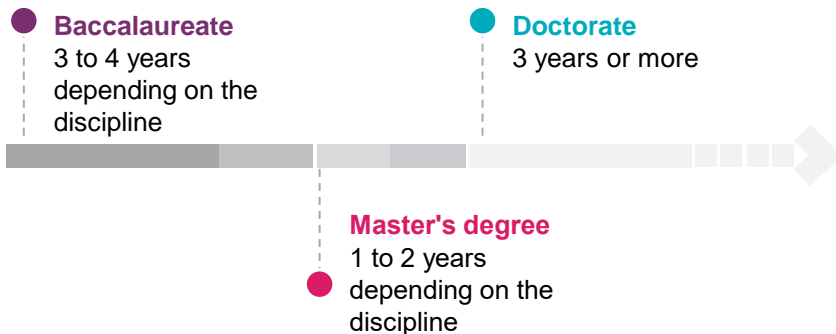 Baccalaureate
3 to 4 years
depending on the
discipline
Doctorate
3 years or more
Master's degree
1 to 2 years
depending on the
discipline